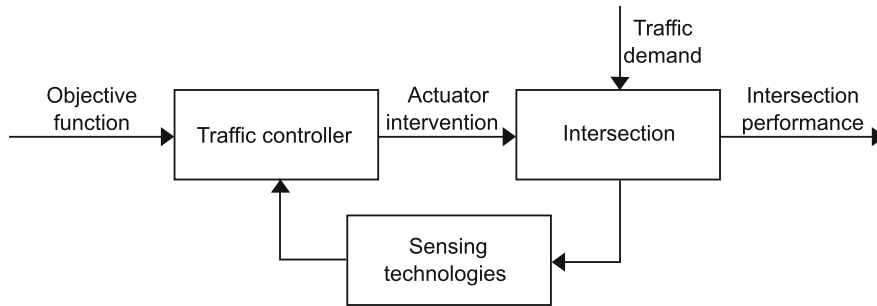 Traffic
demand
Objective
function
Traffic controller
Actuator
intervention
Intersection
Intersection
performance
Sensing
technologies